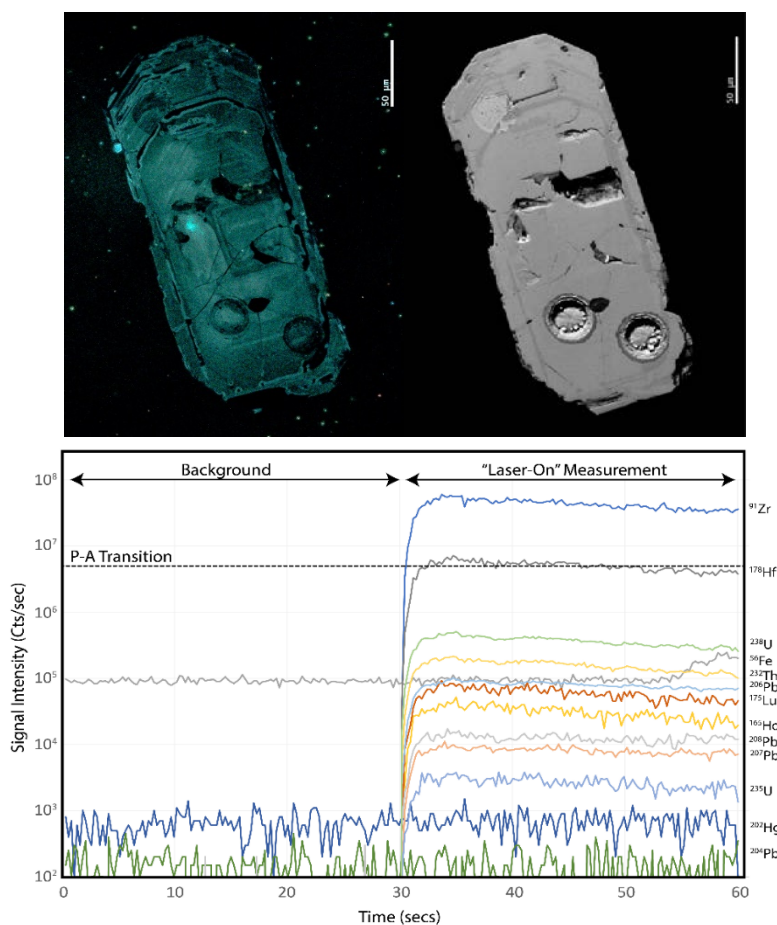 50 µm
50 µm
Background
"Laser-On" Measurement
10⁸
10⁷
10⁶
10⁵
10⁴
10³
10²
P-A Transition
Signal Intensity (Cts/sec)
⁹¹Zr
¹⁷⁸Hf
²³⁸U
⁵⁶Fe
²³²Th
²⁰⁶Pb
¹⁷⁵Lu
¹⁶⁵Ho
²⁰⁸Pb
²⁰⁷Pb
²³⁵U
²⁰²Hg
²⁰⁴Pb
0 10 20 30 40 50 60
Time (secs)